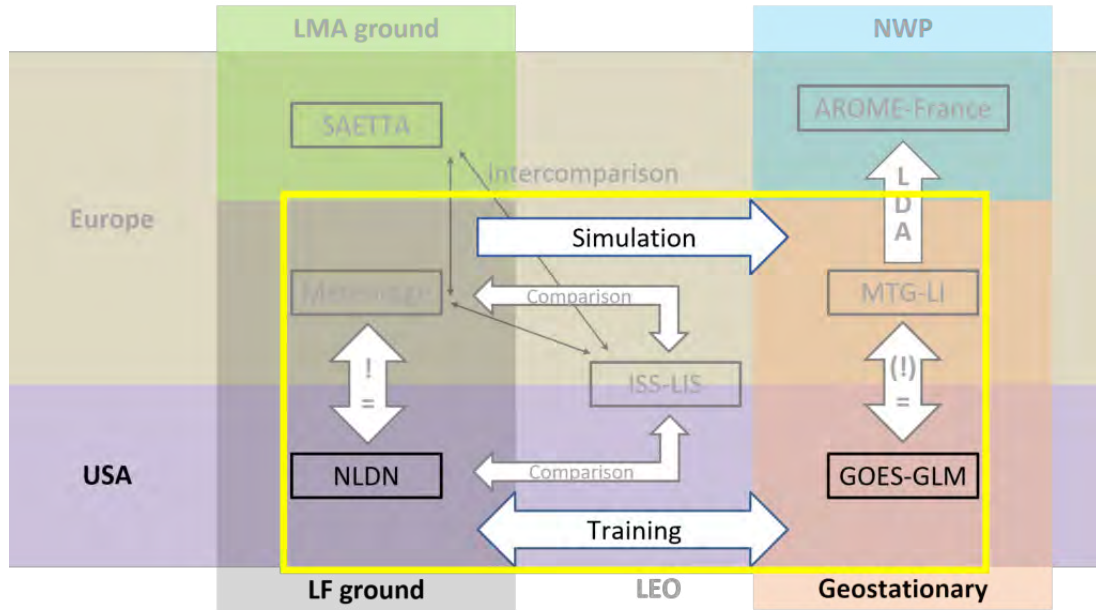 LMA ground
NWP
SAETTA
AROME-France
Intercomparison
L
D
A
Europe
Simulation
Meteorage
Comparison
MTG-LI
!
=
(!)
=
ISS-LIS
USA
NLDN
Comparison
GOES-GLM
Training
LF ground
LEO
Geostationary